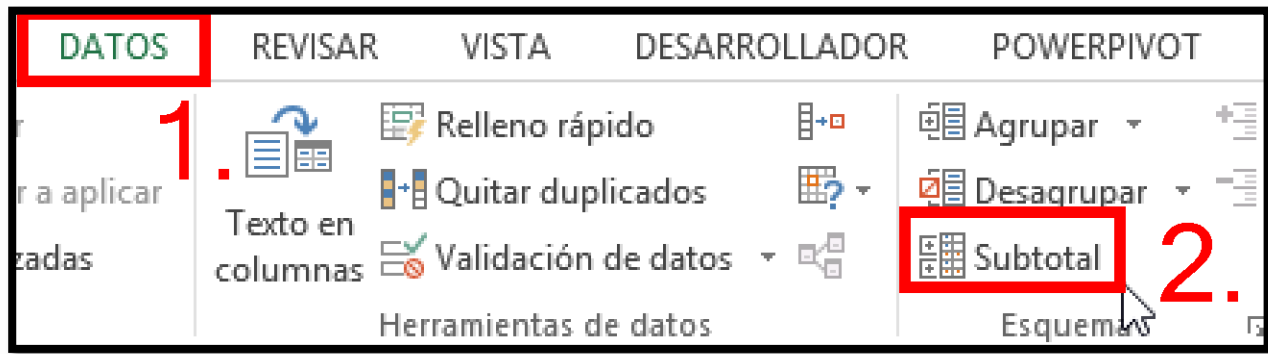 DATOS REVISAR VISTA DESARROLLADOR POWERPIVOT
1.
r
Texto en
columnas
Relleno rápido
Quitar duplicados
Validación de datos
Herramientas de datos
r a aplicar
zadas
Agrupar
Desagrupar
Subtotal
2.
Esquema